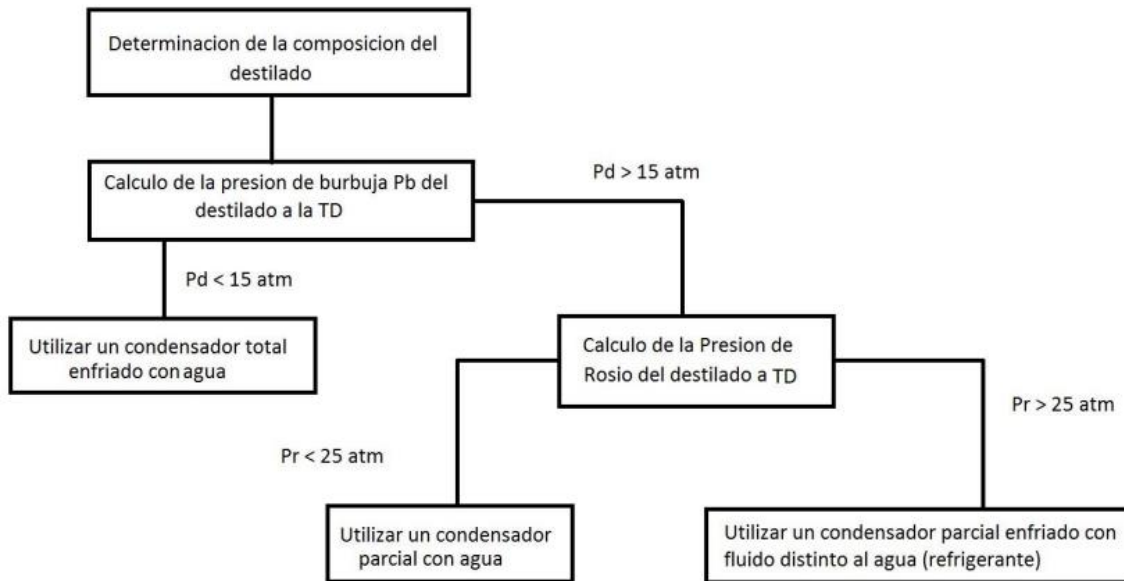 Determinacion de la composicion del
destilado
Calculo de la presion de burbuja Pb del
destilado a la TD
Pd > 15 atm
Pd < 15 atm
Utilizar un condensador total
enfriado con agua
Calculo de la Presion de
Rosio del destilado a TD
Pr > 25 atm
Pr < 25 atm
Utilizar un condensador
parcial con agua
Utilizar un condensador parcial enfriado con
fluido distinto al agua (refrigerante)